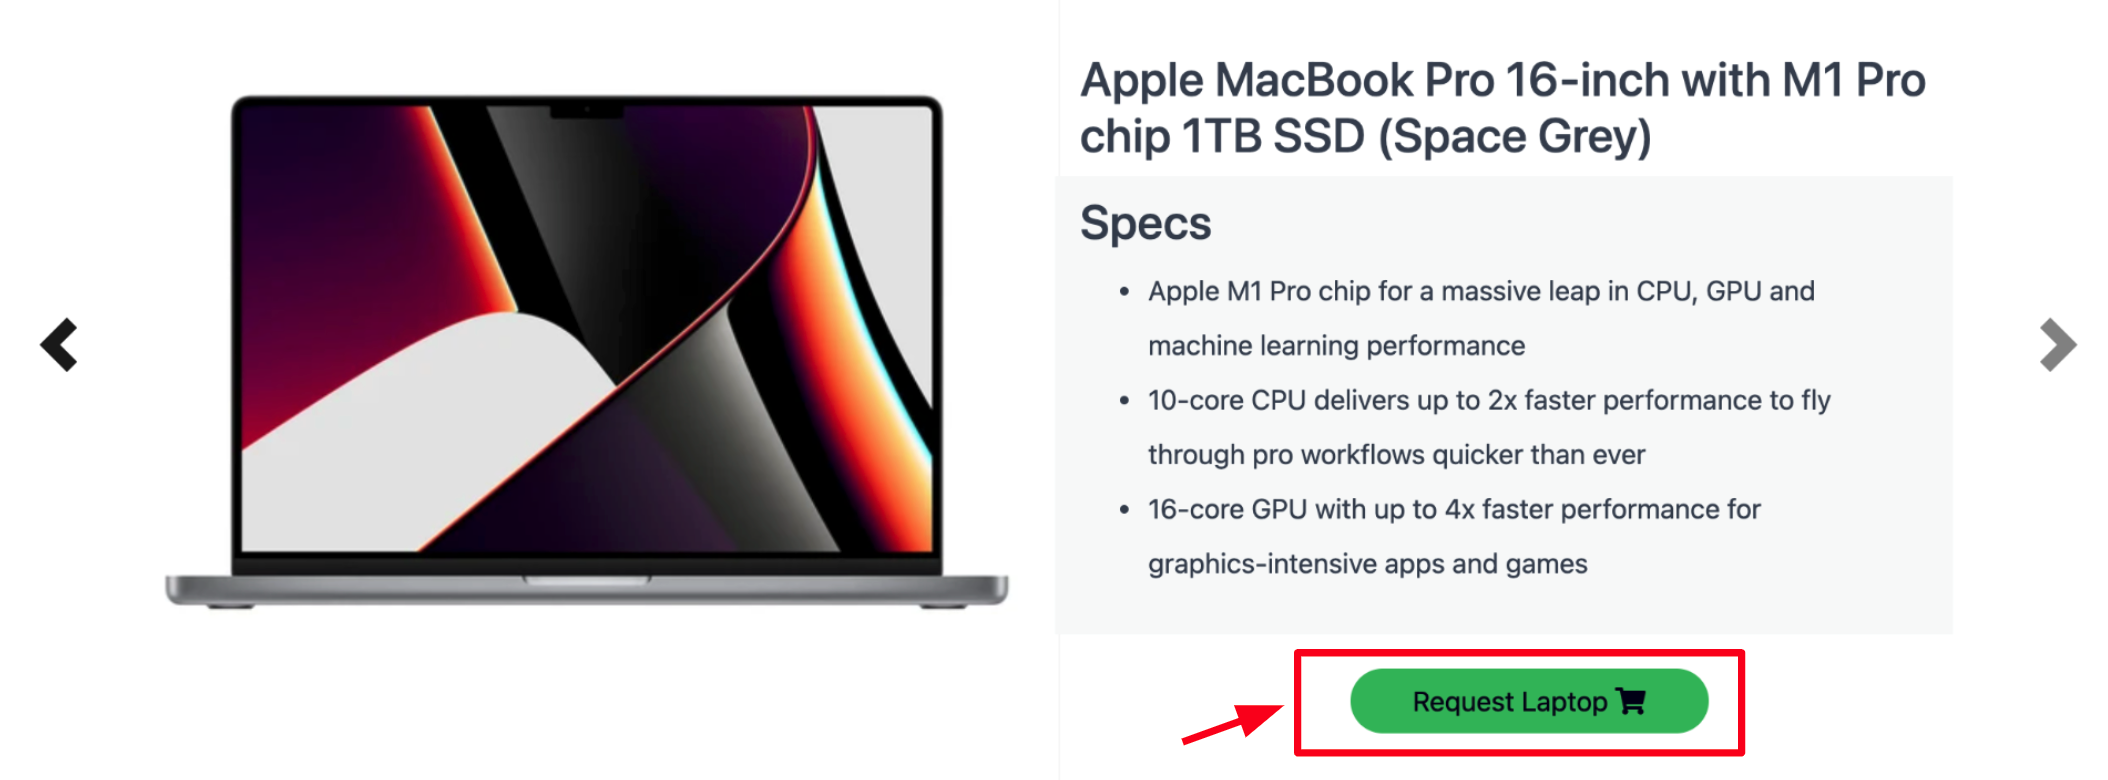 Apple MacBook Pro 16-inch with M1 Pro
chip 1TB SSD (Space Grey)
Specs
• Apple M1 Pro chip for a massive leap in CPU, GPU and
machine learning performance
• 10-core CPU delivers up to 2x faster performance to fly
through pro workflows quicker than ever
• 16-core GPU with up to 4x faster performance for
graphics-intensive apps and games
Request Laptop